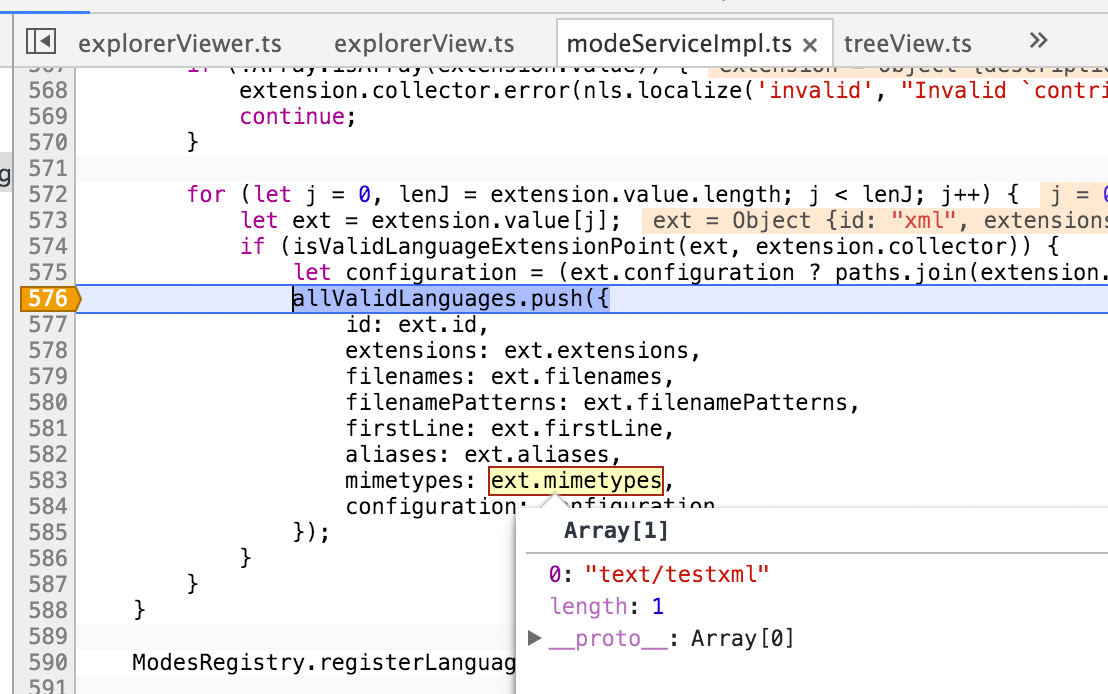 explorerViewer.ts explorerView.ts modeServiceImpl.ts × treeView.ts »
567 if (!Array.isArray(extension.value)) { extension = Object {descriptio
568 extension.collector.error(nls.localize('invalid', "Invalid `contri
569 continue;
570 }
571
572 for (let j = 0, lenJ = extension.value.length; j < lenJ; j++) { j = 0
573 let ext = extension.value[j]; ext = Object {id: "xml", extensions
574 if (isValidLanguageExtensionPoint(ext, extension.collector)) {
g
575 let configuration = (ext.configuration ? paths.join(extension.
576 allValidLanguages.push({
577 id: ext.id,
578 extensions: ext.extensions,
579 filenames: ext.filenames,
580 filenamePatterns: ext.filenamePatterns,
581 firstLine: ext.firstLine,
582 aliases: ext.aliases,
583 mimetypes: ext.mimetypes,
584 configuration: configuration
585 });
586 }
587 }
588 }
589
590 ModesRegistry.registerLanguag
591
Array[1]
0: "text/testxml"
length: 1
▶ __proto__: Array[0]